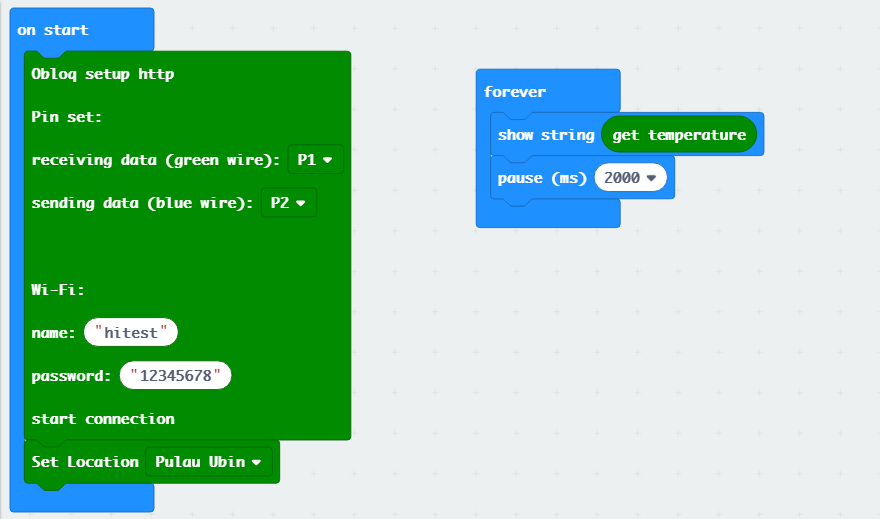 on start
Obloq setup http
Pin set:
receiving data (green wire): P1
sending data (blue wire): P2
Wi-Fi:
name: "hitest"
password: "12345678"
start connection
Set Location Pulau Ubin
forever
show string get temperature
pause (ms) 2000